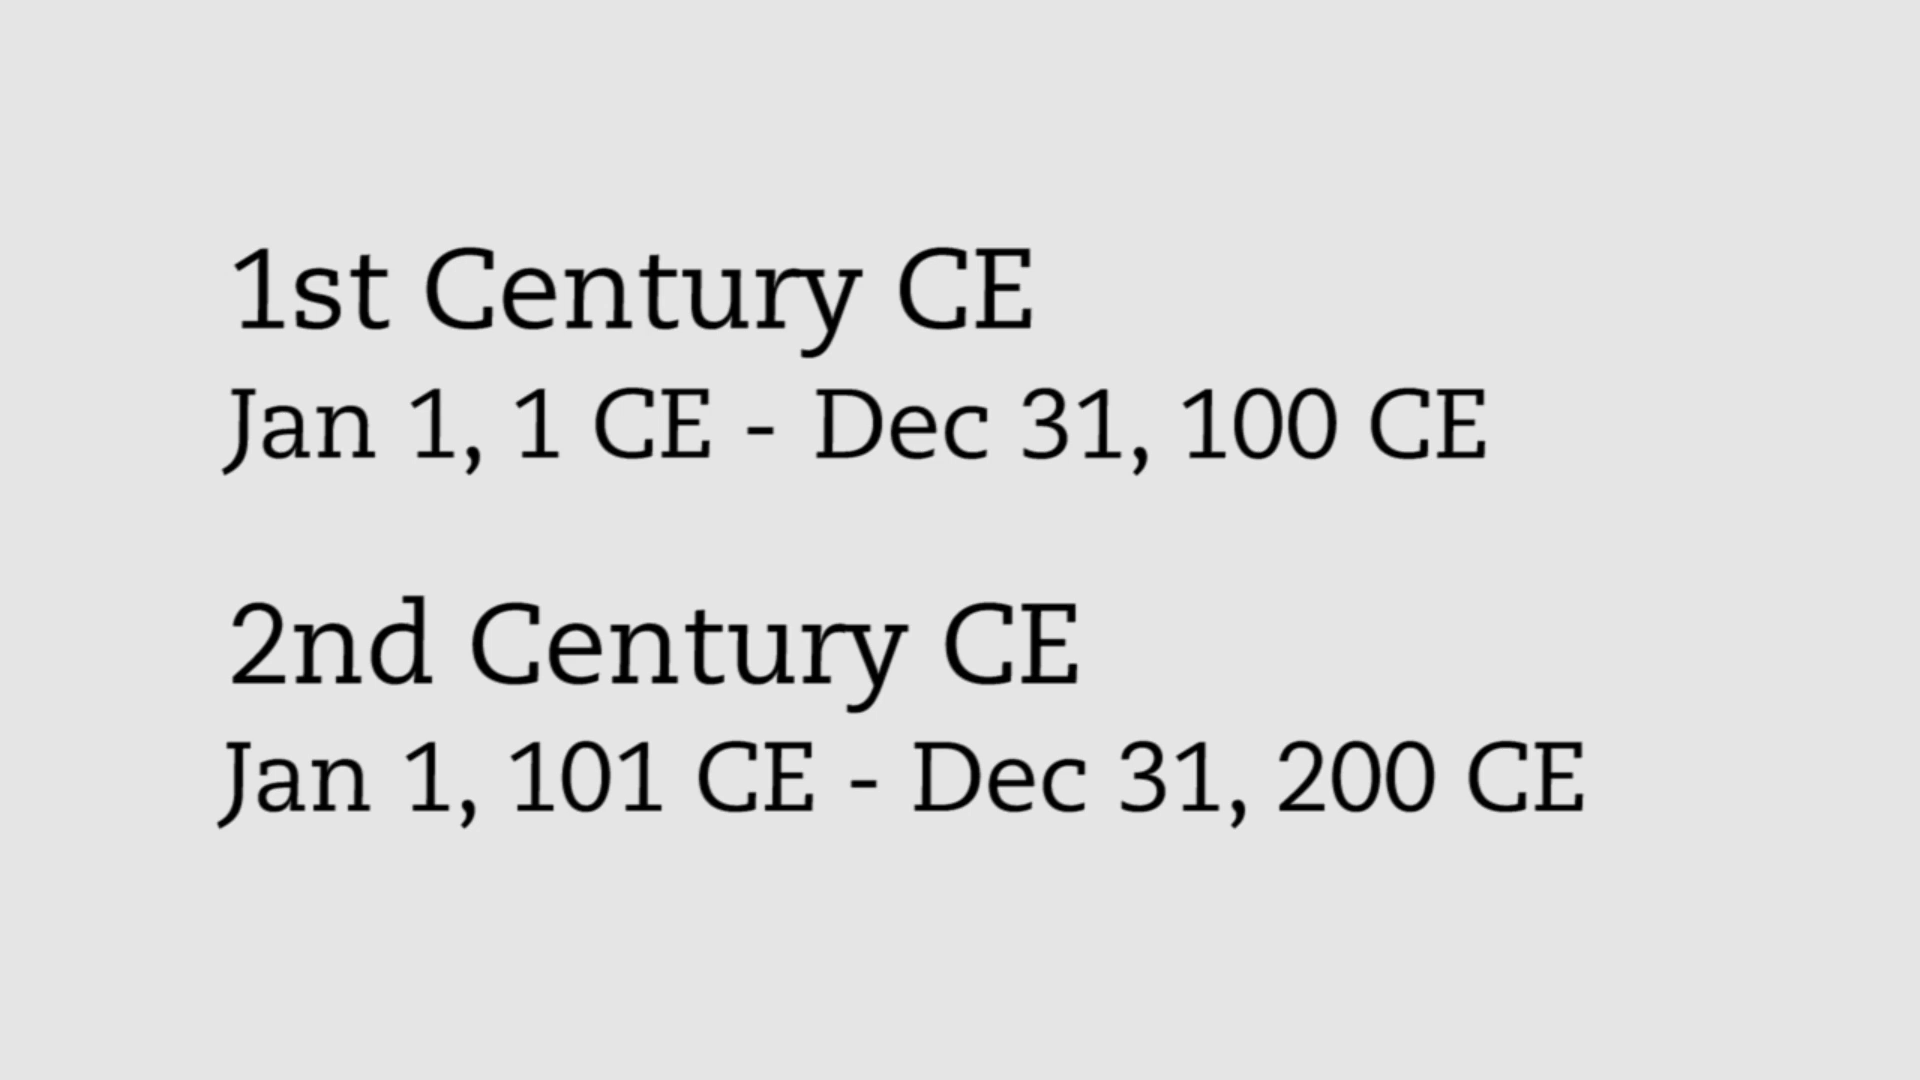 1st Century CE
Jan 1, 1 CE - Dec 31, 100 CE
2nd Century CE
Jan 1, 101 CE - Dec 31, 200 CE